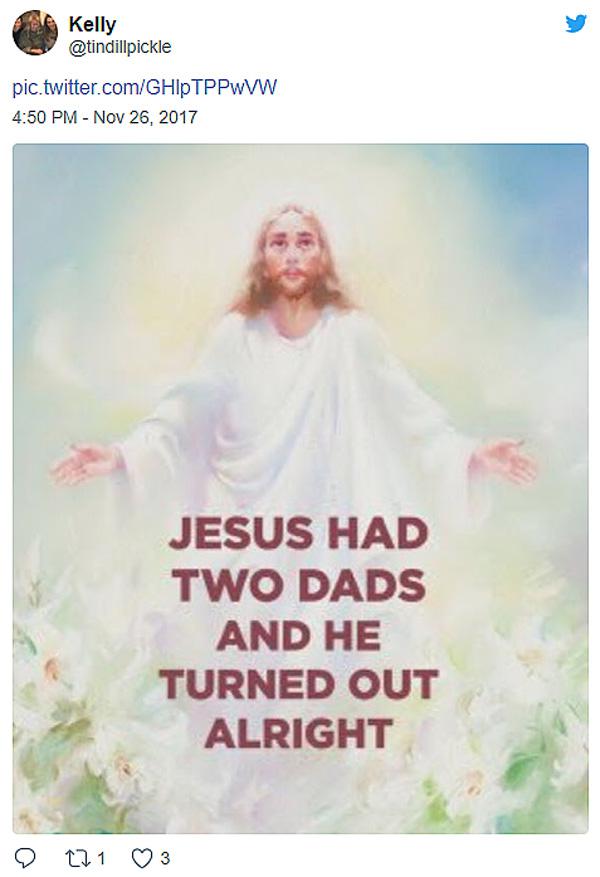 Kelly
@tindillpickle
pic.twitter.com/GHlpTPPwVW
4:50 PM - Nov 26, 2017
JESUS HAD
TWO DADS
AND HE
TURNED OUT
ALRIGHT
1
3